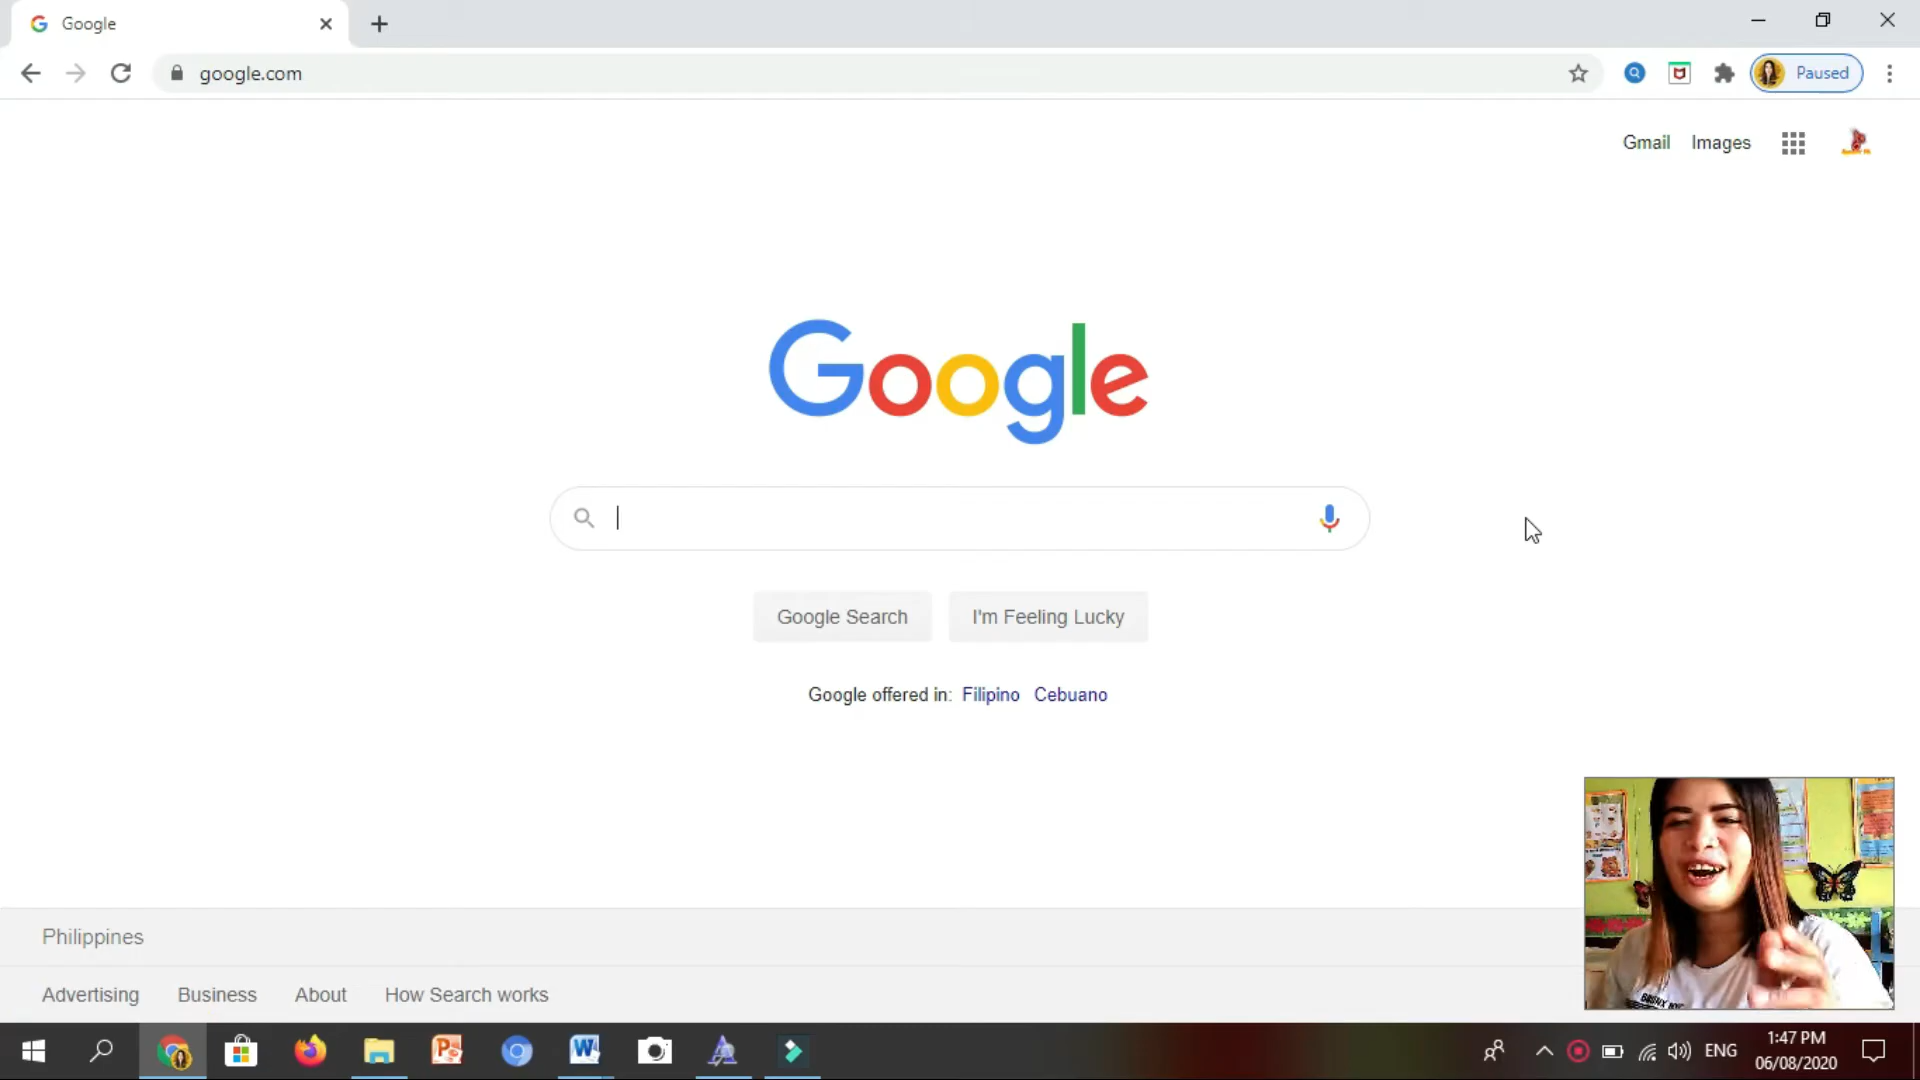 Google
google.com
Paused
Gmail Images
Google
Google Search I'm Feeling Lucky
Google offered in: Filipino Cebuano
Philippines
Advertising Business About How Search works
ENG
1:47 PM
06/08/2020